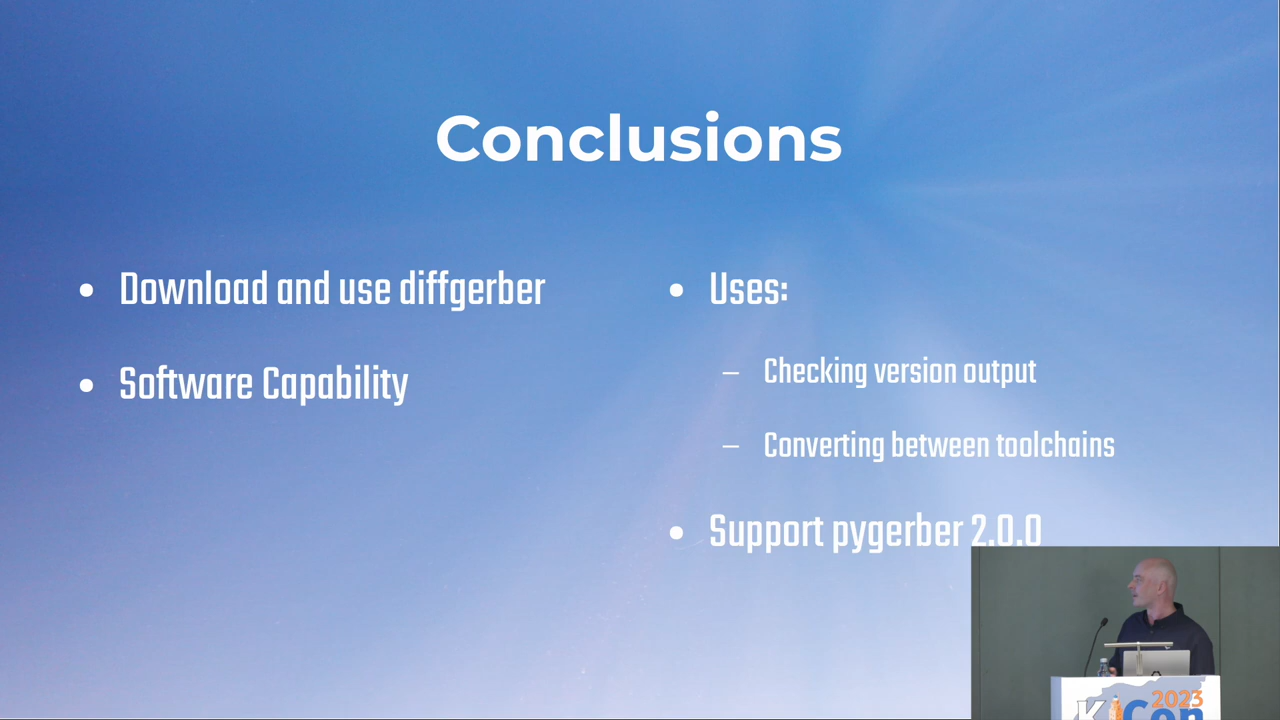 Conclusions
• Download and use diffgerber
• Software Capability
• Uses:
– Checking version output
– Converting between toolchains
• Support pygerber 2.0.0
2023
KiCon